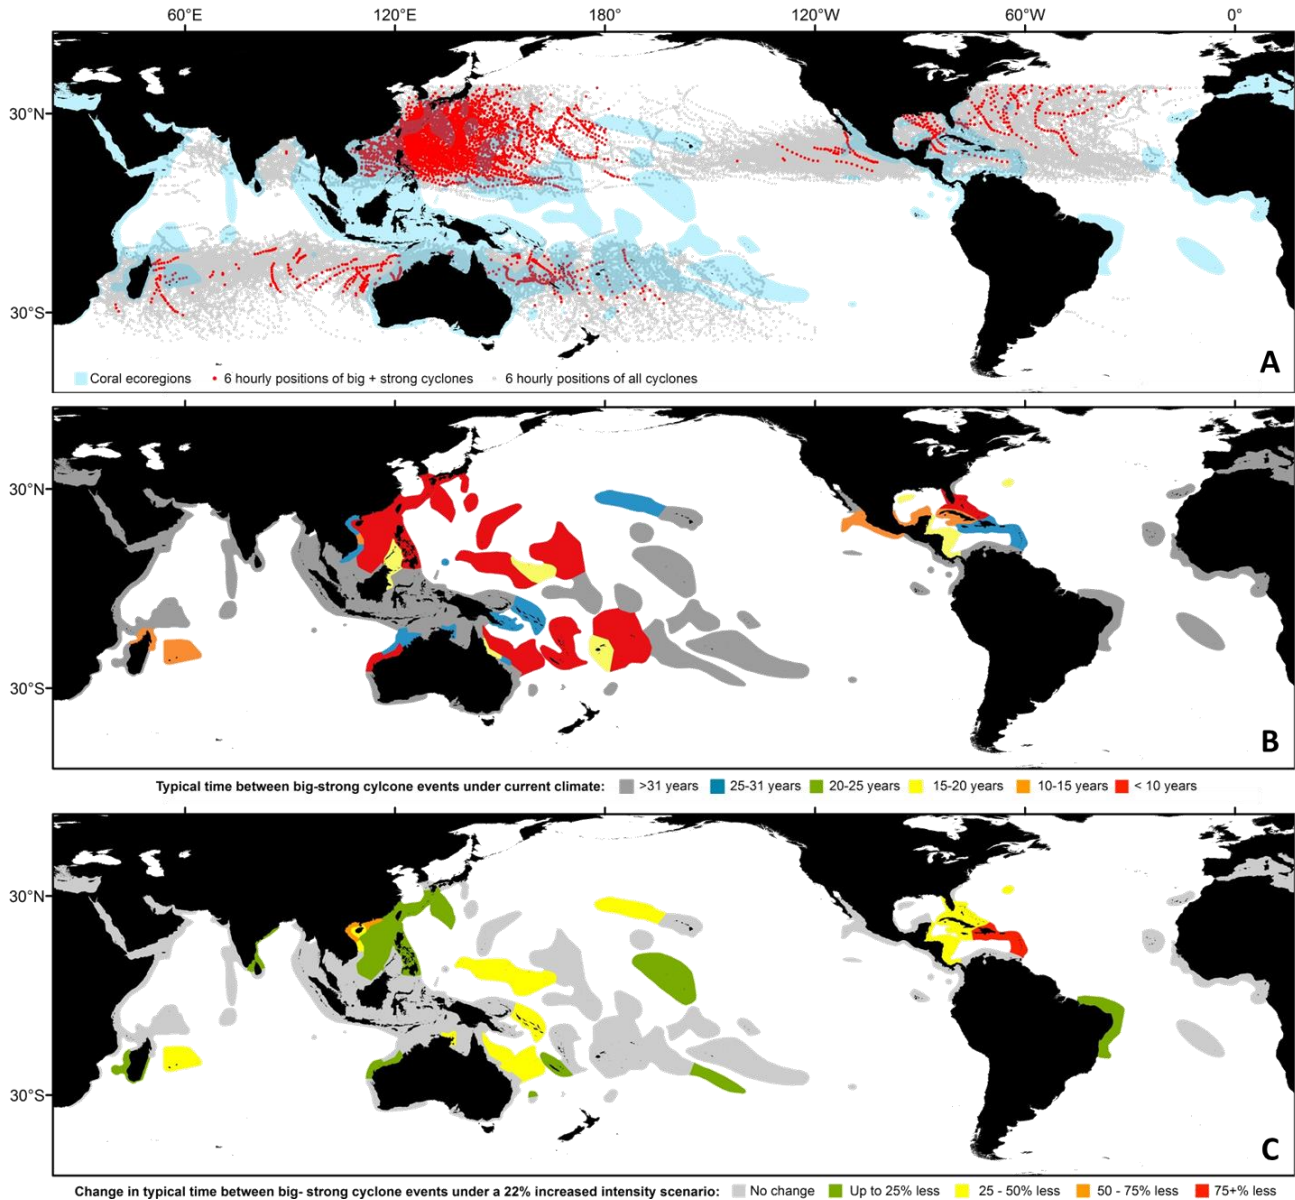 60°E 120°E 180° 120°W 60°W 0°
30°N
30°S
Coral ecoregions 6 hourly positions of big + strong cyclones 6 hourly positions of all cyclones
A
30°N
30°S
B
Typical time between big-strong cylcone events under current climate: >31 years 25-31 years 20-25 years 15-20 years 10-15 years < 10 years
30°N
30°S
C
Change in typical time between big- strong cyclone events under a 22% increased intensity scenario: No change Up to 25% less 25 - 50% less 50 - 75% less 75+% less